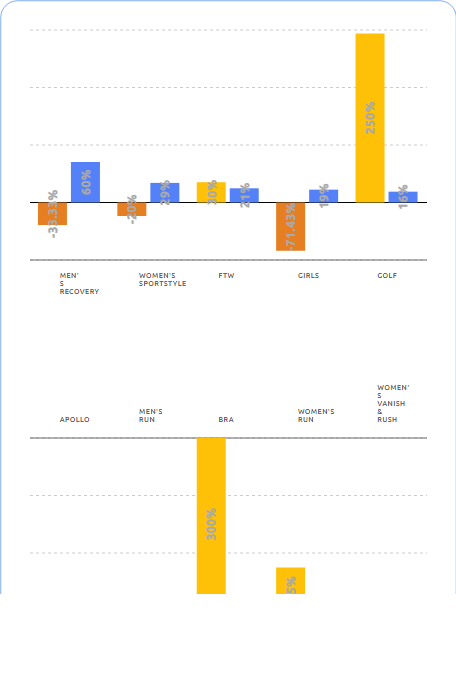 250%
60%
-33.33%
-20%
29%
30%
21%
-71.43%
19%
16%
MEN'
S
RECOVERY
WOMEN'S
SPORTSTYLE
FTW
GIRLS
GOLF
APOLLO
MEN'S
RUN
BRA
WOMEN'S
RUN
WOMEN'
S
VANISH
&
RUSH
300%